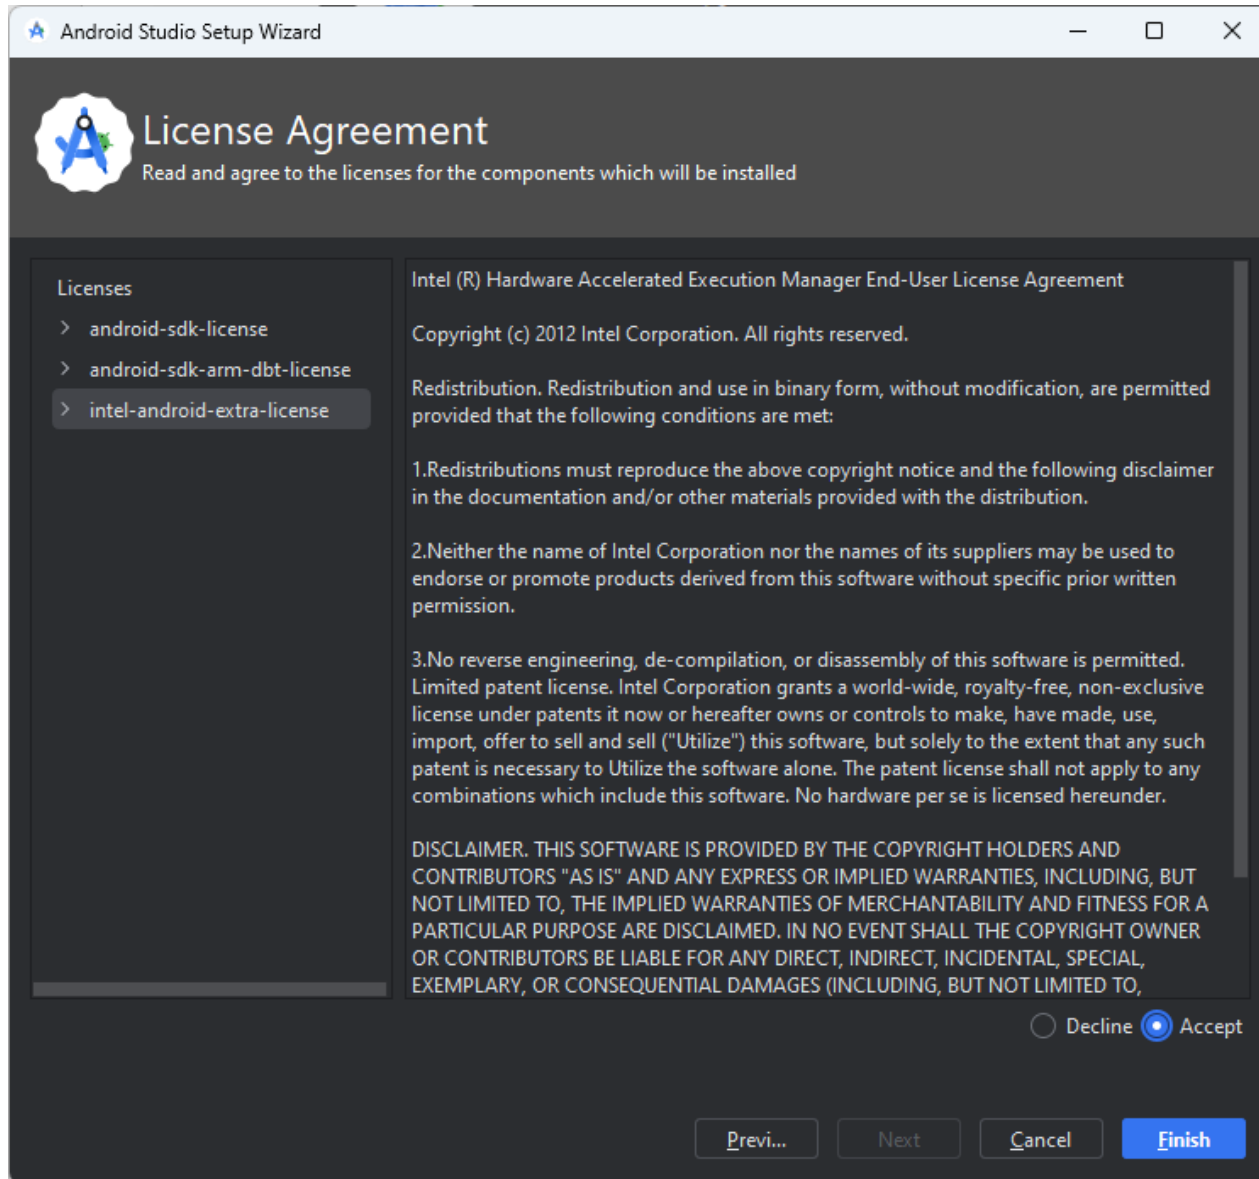 Android Studio Setup Wizard
License Agreement
Read and agree to the licenses for the components which will be installed
Licenses
android-sdk-license
android-sdk-arm-dbt-license
intel-android-extra-license
Intel (R) Hardware Accelerated Execution Manager End-User License Agreement
Copyright (c) 2012 Intel Corporation. All rights reserved.
Redistribution. Redistribution and use in binary form, without modification, are permitted
provided that the following conditions are met:
1.Redistributions must reproduce the above copyright notice and the following disclaimer
in the documentation and/or other materials provided with the distribution.
2.Neither the name of Intel Corporation nor the names of its suppliers may be used to
endorse or promote products derived from this software without specific prior written
permission.
3.No reverse engineering, de-compilation, or disassembly of this software is permitted.
Limited patent license. Intel Corporation grants a world-wide, royalty-free, non-exclusive
license under patents it now or hereafter owns or controls to make, have made, use,
import, offer to sell and sell ("Utilize") this software, but solely to the extent that any such
patent is necessary to Utilize the software alone. The patent license shall not apply to any
combinations which include this software. No hardware per se is licensed hereunder.
DISCLAIMER. THIS SOFTWARE IS PROVIDED BY THE COPYRIGHT HOLDERS AND
CONTRIBUTORS "AS IS" AND ANY EXPRESS OR IMPLIED WARRANTIES, INCLUDING, BUT
NOT LIMITED TO, THE IMPLIED WARRANTIES OF MERCHANTABILITY AND FITNESS FOR A
PARTICULAR PURPOSE ARE DISCLAIMED. IN NO EVENT SHALL THE COPYRIGHT OWNER
OR CONTRIBUTORS BE LIABLE FOR ANY DIRECT, INDIRECT, INCIDENTAL, SPECIAL,
EXEMPLARY, OR CONSEQUENTIAL DAMAGES (INCLUDING, BUT NOT LIMITED TO,
Decline Accept
Previ... Next Cancel Finish